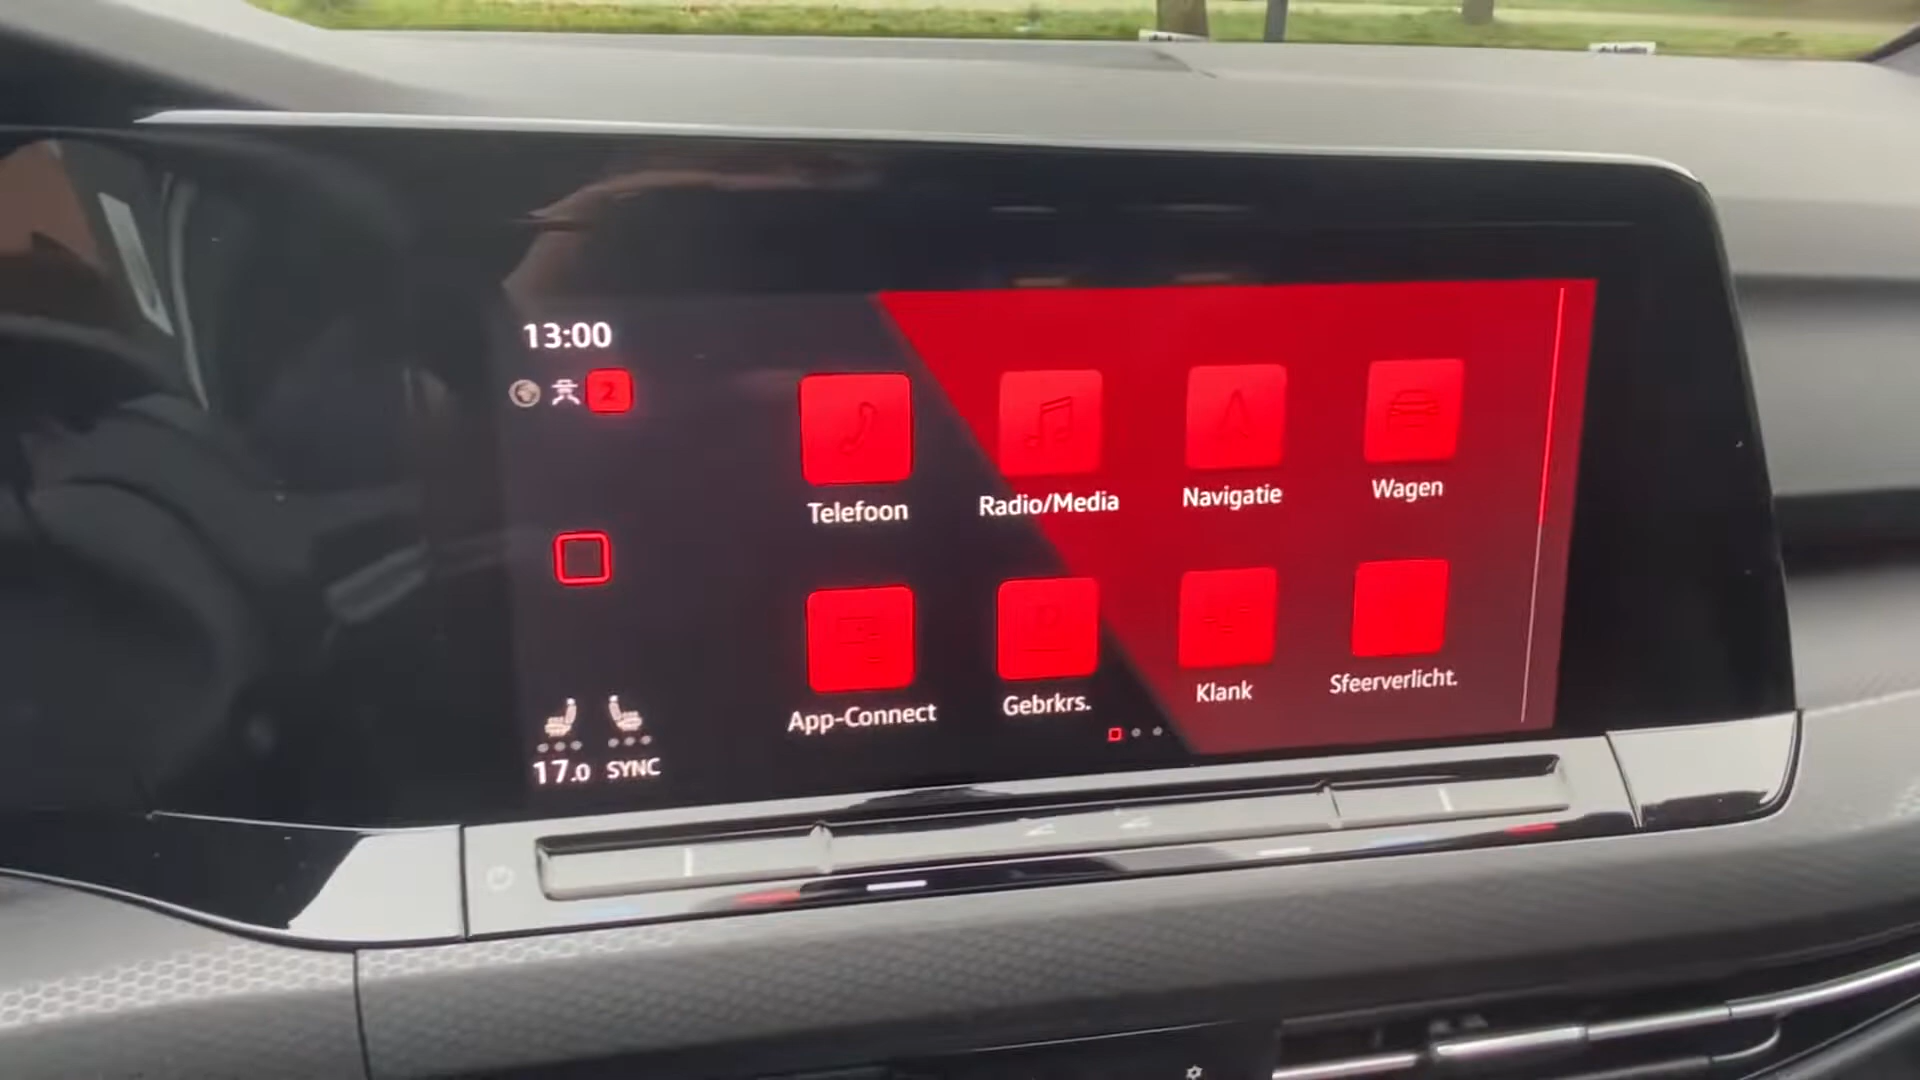 13:00
2
Telefoon
Radio/Media
Navigatie
Wagen
App-Connect
Gebrkrs.
Klank
Sfeerverlicht.
17.0 SYNC